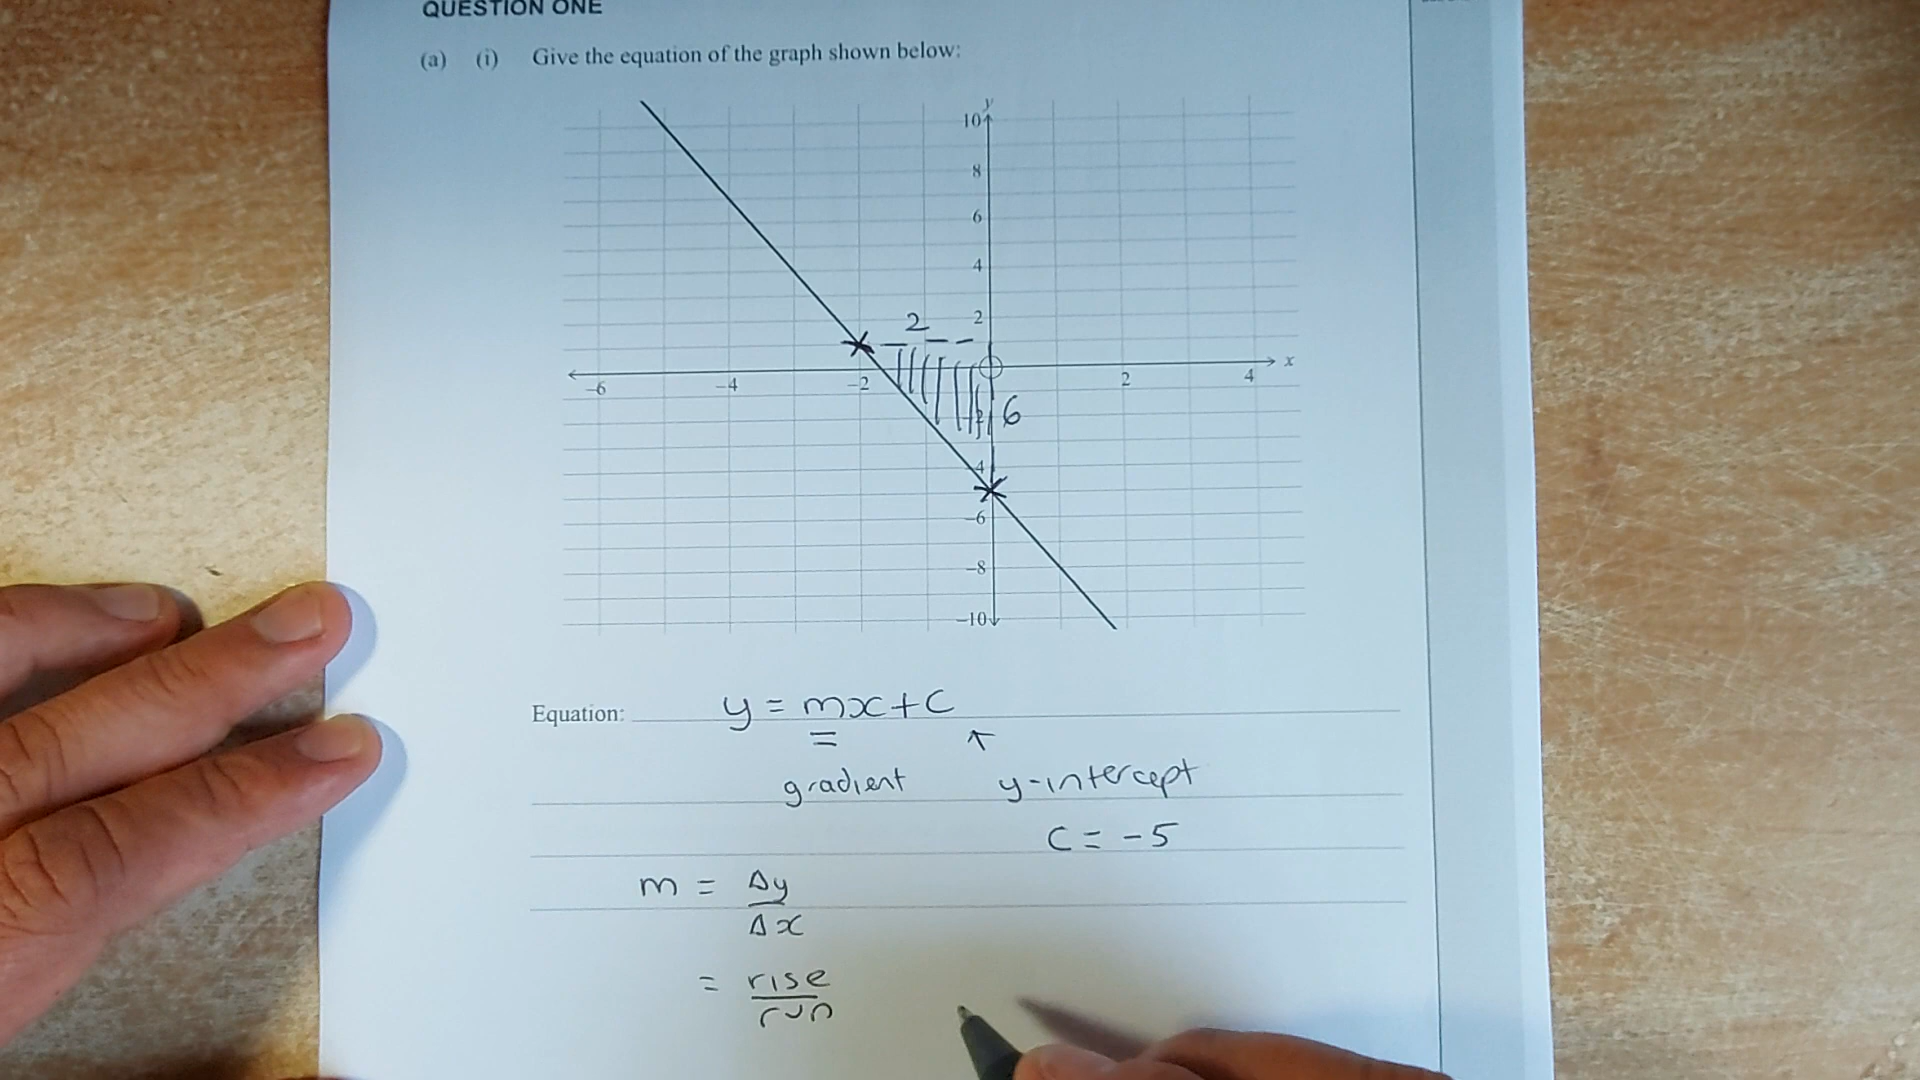 QUESTION ONE
(a) (i) Give the equation of the graph shown below:
y
10
8
6
4
2
2
x
-6
-4
-2
2
4
6
4
-6
-8
-10
Equation: y = mx+c
gradient y-intercept
c = -5
m = Δy
Δx
= rise
run